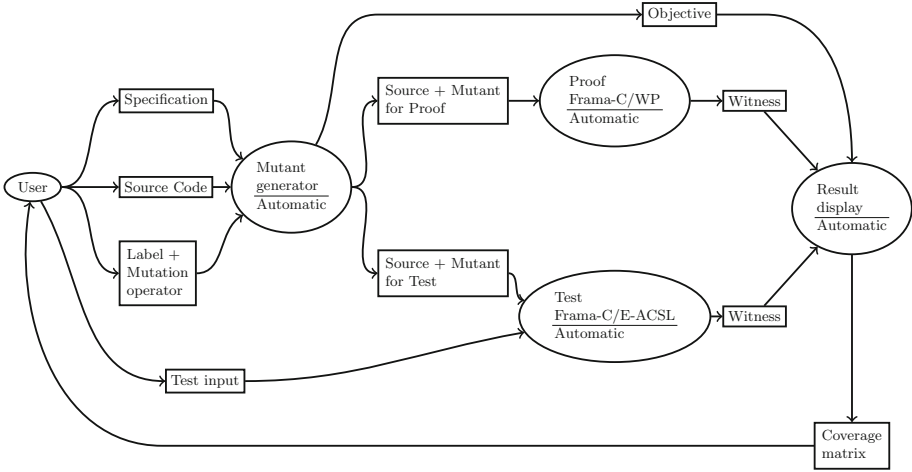 Objective
Proof
Frama-C/WP
Automatic
Source + Mutant
for Proof
Witness
Specification
Mutant
generator
Automatic
User
Source Code
Result
display
Automatic
Label +
Mutation
operator
Source + Mutant
for Test
Test
Frama-C/E-ACSL
Automatic
Witness
Test input
Coverage
matrix